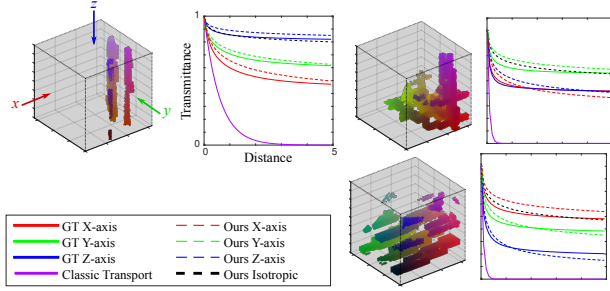 z
x
y
1
Transmittance
0
0
Distance
5
GT X-axis
GT Y-axis
GT Z-axis
Classic Transport
Ours X-axis
Ours Y-axis
Ours Z-axis
Ours Isotropic